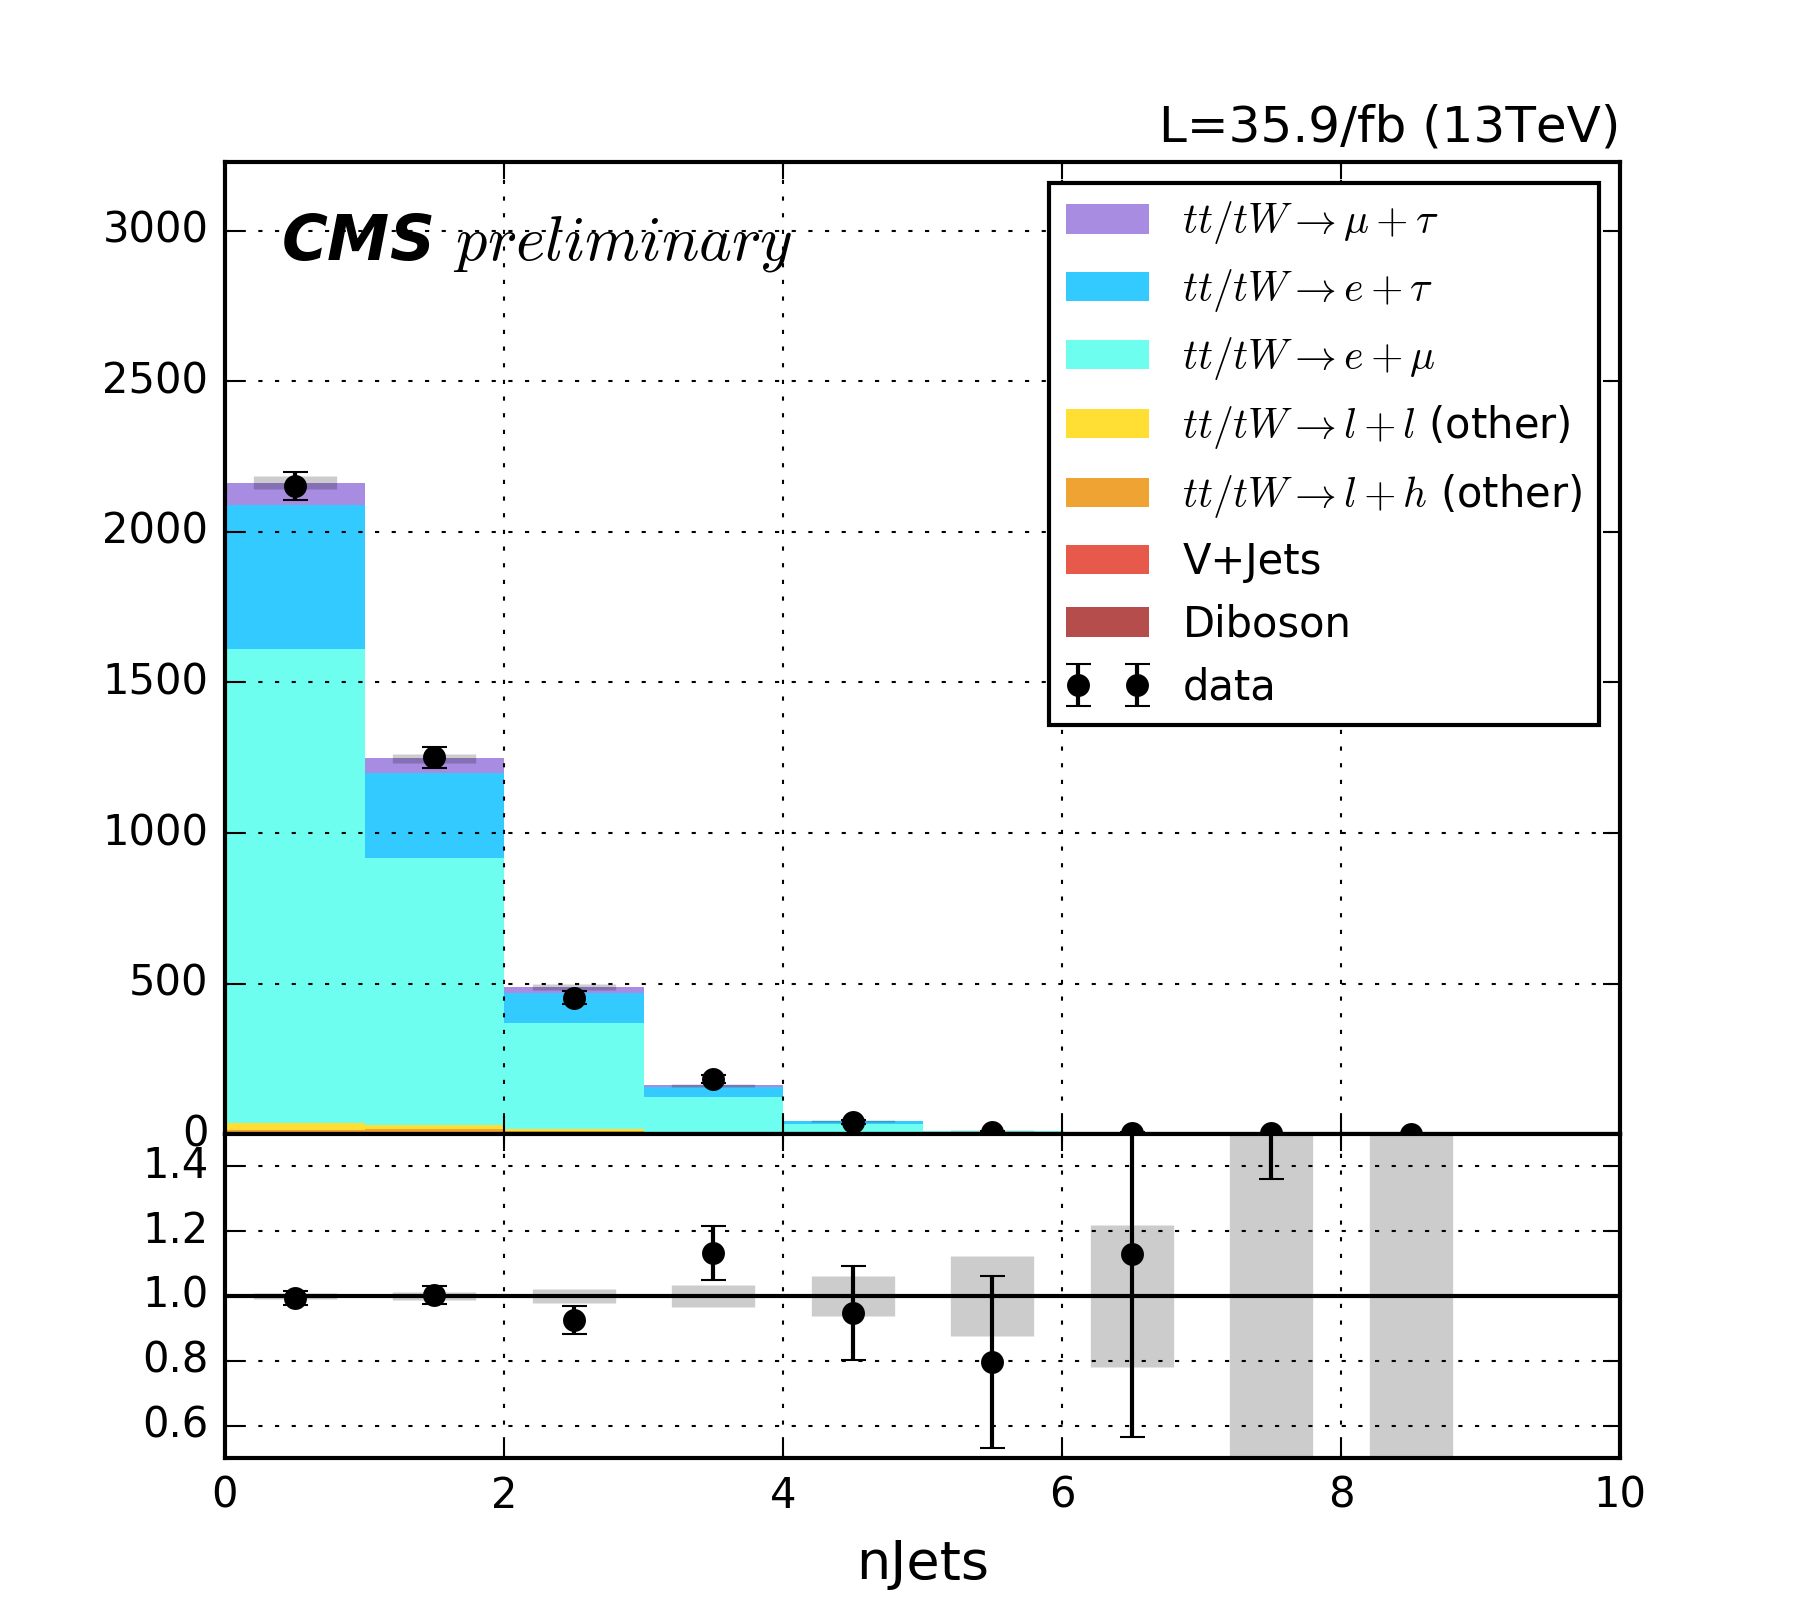 L=35.9/fb (13TeV)
CMS preliminary
tt/tW→μ+τ
tt/tW→e+τ
tt/tW→e+μ
tt/tW→l+l (other)
tt/tW→l+h (other)
V+Jets
Diboson
data
3000
2500
2000
1500
1000
500
0
1.4
1.2
1.0
0.8
0.6
0 2 4 6 8 10
nJets